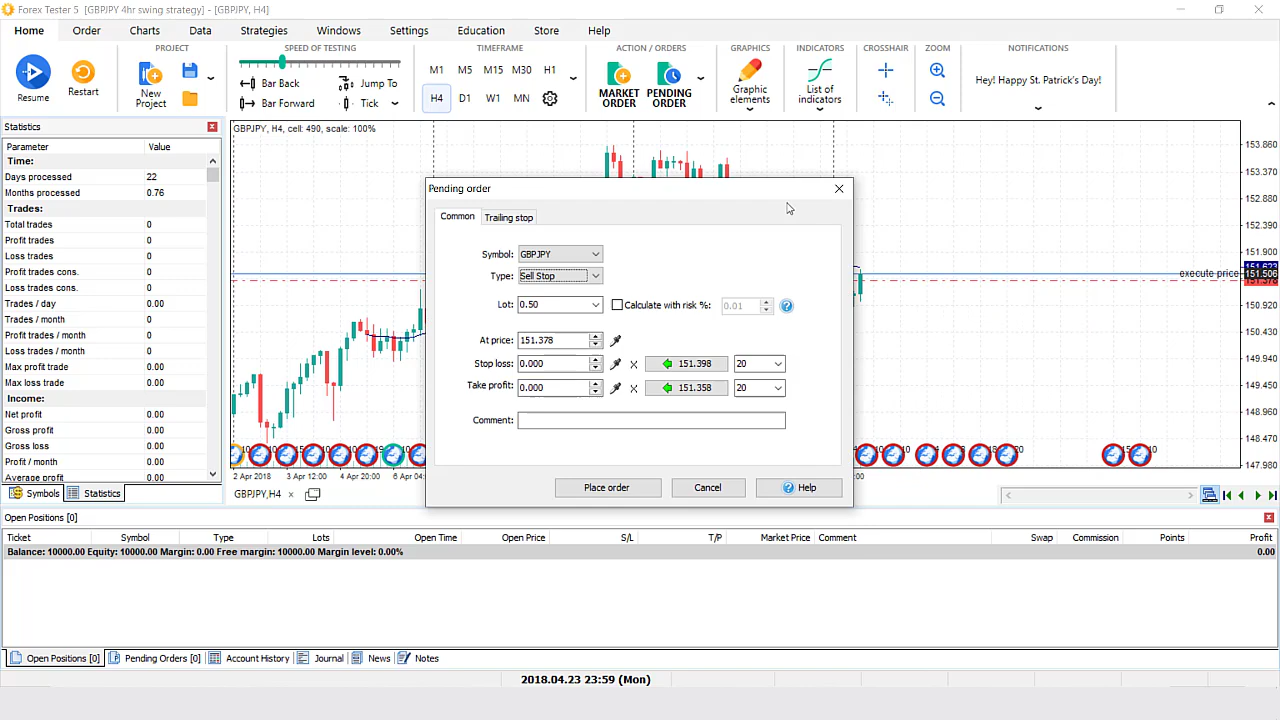 Forex Tester 5 [GBPJPY 4hr swing strategy] - [GBPJPY, H4]
Home Order Charts Data Strategies Windows Settings Education Store Help
PROJECT SPEED OF TESTING TIMEFRAME ACTION / ORDERS GRAPHICS INDICATORS CROSSHAIR ZOOM NOTIFICATIONS
Resume Restart New Project
Bar Back Jump To
Bar Forward Tick
M1 M5 M15 M30 H1
H4 D1 W1 MN
MARKET ORDER PENDING ORDER
Graphic elements
List of indicators
Hey! Happy St. Patrick's Day!
Statistics
Parameter Value
Time:
Days processed 22
Months processed 0.76
Trades:
Total trades 0
Profit trades 0
Loss trades 0
Profit trades cons. 0
Loss trades cons. 0
Trades / day 0.00
Trades / month 0
Profit trades / month 0
Loss trades / month 0
Max profit trade 0.00
Max loss trade 0.00
Income:
Net profit 0.00
Gross profit 0.00
Gross loss 0.00
Profit / month 0.00
Average profit 0.00
Symbols Statistics
GBPJPY, H4, cell: 490, scale: 100%
153.860
153.370
152.880
152.390
151.900
execute price 151.506
151.378
150.920
150.430
149.940
149.450
148.960
148.470
147.980
2 Apr 2018 3 Apr 12:00 4 Apr 20:00
GBPJPY,H4
Pending order
Common Trailing stop
Symbol: GBPJPY
Type: Sell Stop
Lot: 0.50 Calculate with risk %: 0.01
At price: 151.378
Stop loss: 0.000 151.398 20
Take profit: 0.000 151.358 20
Comment:
Place order Cancel Help
Open Positions [0]
Ticket Symbol Type Lots Open Time Open Price S/L T/P Market Price Comment Swap Commission Points Profit
Balance: 10000.00 Equity: 10000.00 Margin: 0.00 Free margin: 10000.00 Margin level: 0.00% 0.00
Open Positions [0] Pending Orders [0] Account History Journal News Notes
2018.04.23 23:59 (Mon)